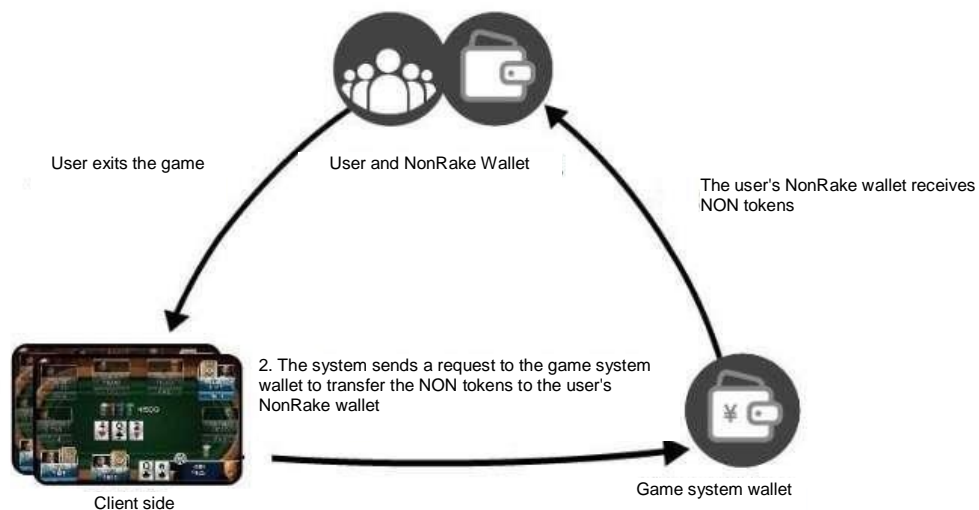 User exits the game
User and NonRake Wallet
The user's NonRake wallet receives
NON tokens
2. The system sends a request to the game system
wallet to transfer the NON tokens to the user's
NonRake wallet
¥
4500
Client side
Game system wallet